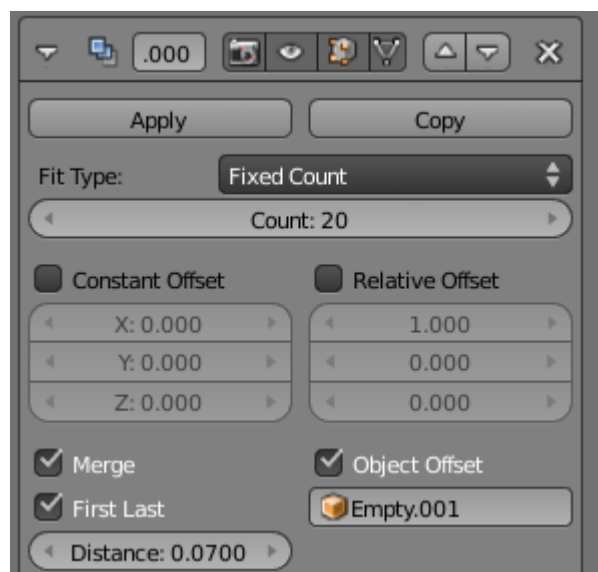 .000
Apply Copy
Fit Type: Fixed Count
Count: 20
Constant Offset Relative Offset
X: 0.000 1.000
Y: 0.000 0.000
Z: 0.000 0.000
Merge Object Offset
First Last Empty.001
Distance: 0.0700